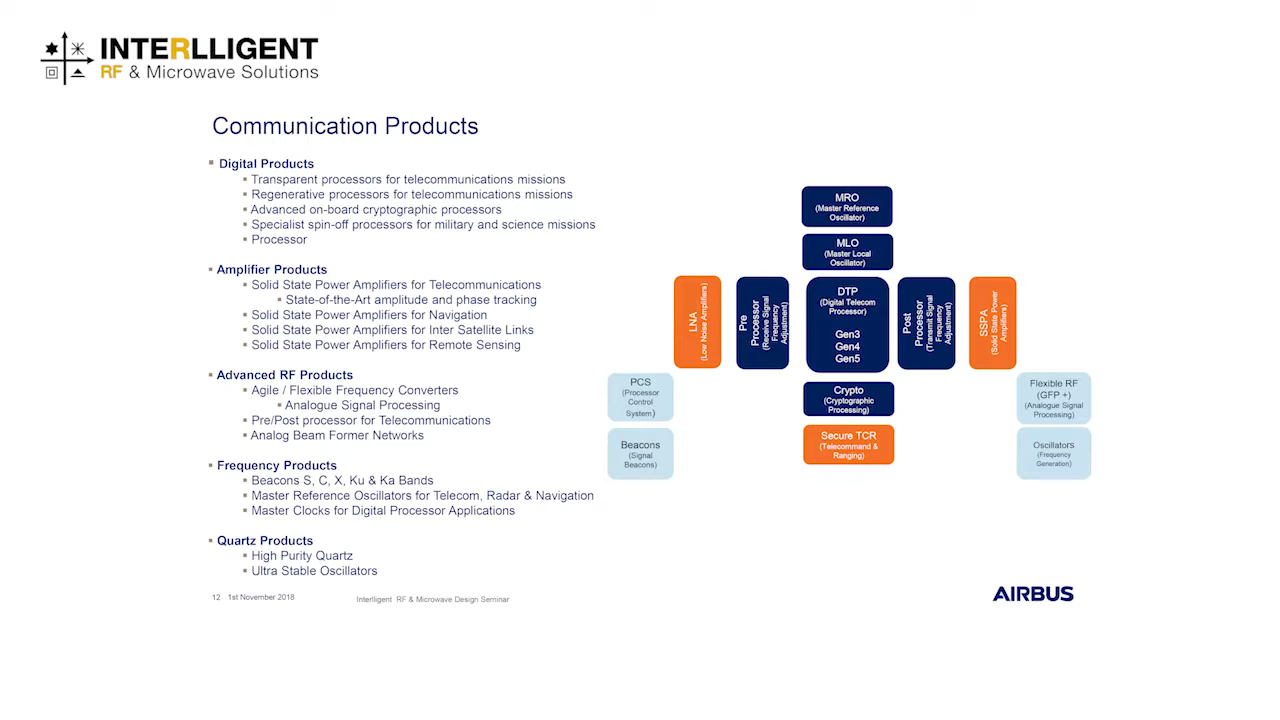 INTERLLIGENT
RF & Microwave Solutions
Communication Products
▪ Digital Products
▪ Transparent processors for telecommunications missions
▪ Regenerative processors for telecommunications missions
▪ Advanced on-board cryptographic processors
▪ Specialist spin-off processors for military and science missions
▪ Processor
▪ Amplifier Products
▪ Solid State Power Amplifiers for Telecommunications
▪ State-of-the-Art amplitude and phase tracking
▪ Solid State Power Amplifiers for Navigation
▪ Solid State Power Amplifiers for Inter Satellite Links
▪ Solid State Power Amplifiers for Remote Sensing
▪ Advanced RF Products
▪ Agile / Flexible Frequency Converters
▪ Analogue Signal Processing
▪ Pre/Post processor for Telecommunications
▪ Analog Beam Former Networks
▪ Frequency Products
▪ Beacons S, C, X, Ku & Ka Bands
▪ Master Reference Oscillators for Telecom, Radar & Navigation
▪ Master Clocks for Digital Processor Applications
▪ Quartz Products
▪ High Purity Quartz
▪ Ultra Stable Oscillators
MRO
(Master Reference
Oscillator)
MLO
(Master Local
Oscillator)
LNA
(Low Noise Amplifiers)
Pre
Processor
(Receive Signal
Frequency
Adjustment)
DTP
(Digital Telecom
Processor)
Gen3
Gen4
Gen5
Post
Processor
(Transmit Signal
Frequency
Adjustment)
SSPA
(Solid State Power
Amplifiers)
PCS
(Processor
Control
System)
Crypto
(Cryptographic
Processing)
Flexible RF
(GFP +)
(Analogue Signal
Processing)
Beacons
(Signal
Beacons)
Secure TCR
(Telecommand &
Ranging)
Oscillators
(Frequency
Generation)
12 1st November 2018
Interlligent RF & Microwave Design Seminar
AIRBUS